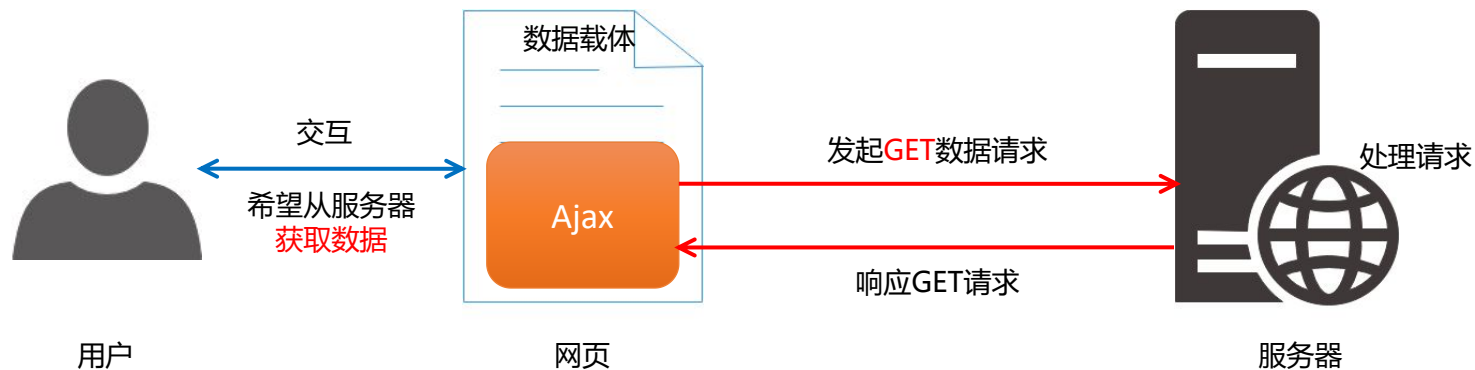 数据载体
交互
希望从服务器
获取数据
Ajax
发起GET数据请求
响应GET请求
处理请求
用户
网页
服务器